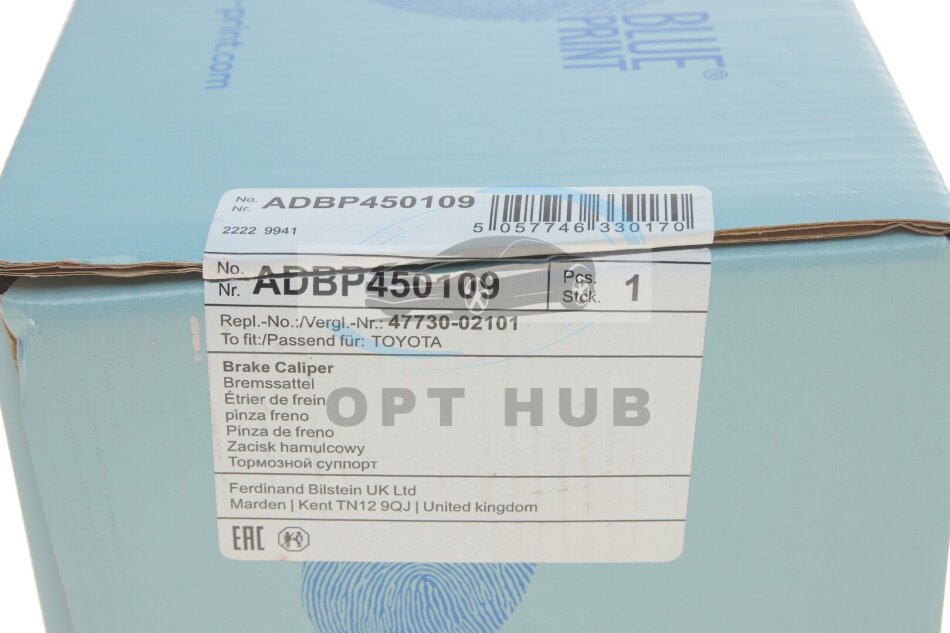 -print.com
BLUE
PRINT
®
No.
Nr. ADBP450109
5 057746 330170
2222 9941
No.
Nr. ADBP450109 Pcs.
Stck. 1
Repl.-No.:/Vergl.-Nr.: 47730-02101
To fit:/Passend für: TOYOTA
Brake Caliper
Bremssattel
Étrier de frein
pinza freno
Pinza de freno
Zacisk hamulcowy
Тормозной суппорт
OPT HUB
Ferdinand Bilstein UK Ltd
Marden | Kent TN12 9QJ | United kingdom
EAC